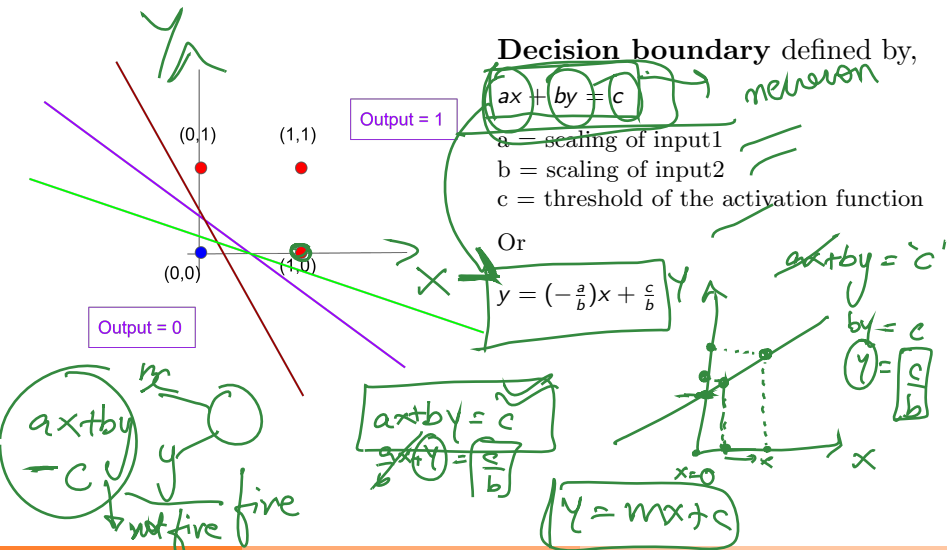 Y
Decision boundary defined by,
ax + by = c
neuron
Output = 1
(0,1)
(1,1)
a = scaling of input1
b = scaling of input2
c = threshold of the activation function
Or
(0,0)
(1,0)
X
y = (-a/b)x + c/b
Y
ax+by = 'c'
by = c
y = c/b
Output = 0
ax+by
- c
x
y
not fire
fire
ax+by = c
a/b x + y = c/b
x=0
x
X
Y = mx+c